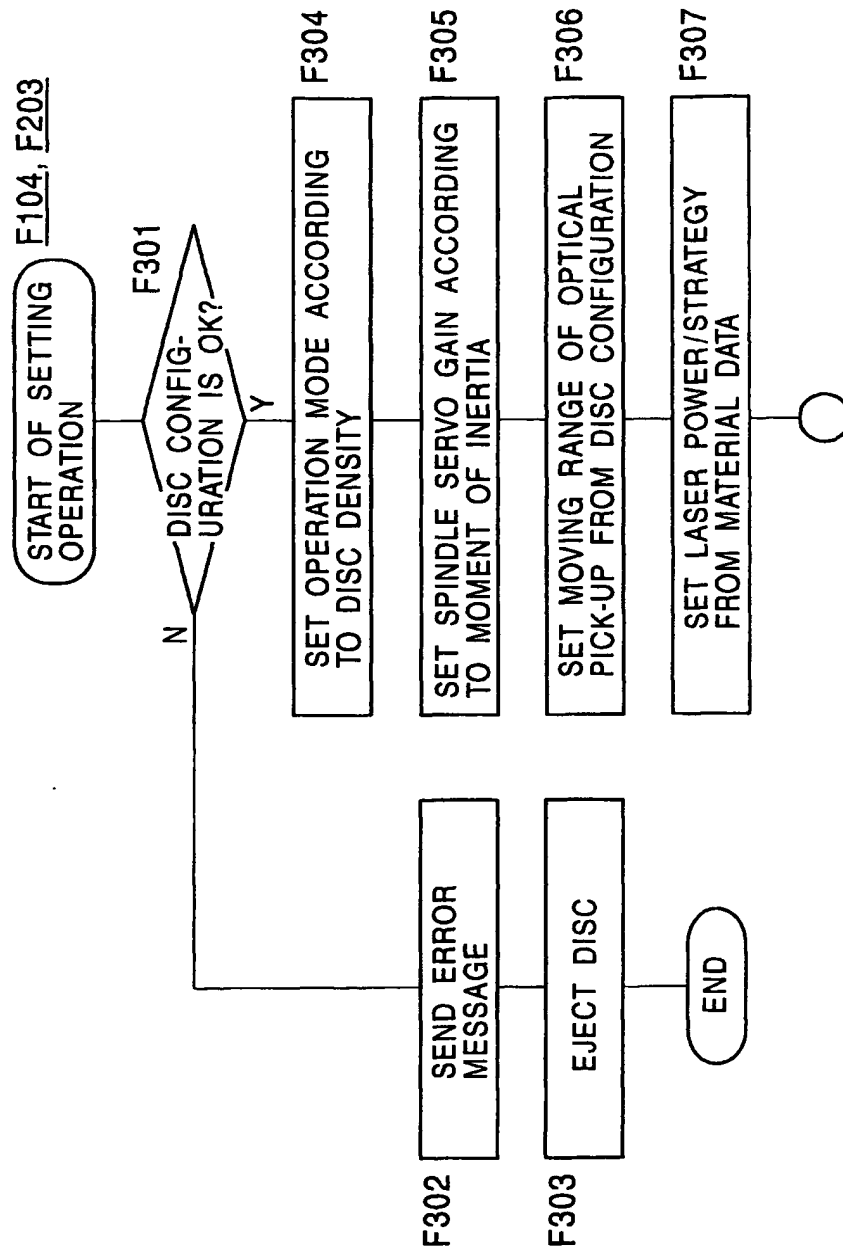 START OF SETTING
OPERATION
F104, F203
F301
DISC CONFIG-
URATION IS OK?
N
Y
SET OPERATION MODE ACCORDING
TO DISC DENSITY
F304
SET SPINDLE SERVO GAIN ACCORDING
TO MOMENT OF INERTIA
F305
SET MOVING RANGE OF OPTICAL
PICK-UP FROM DISC CONFIGURATION
F306
SET LASER POWER/STRATEGY
FROM MATERIAL DATA
F307
F302
SEND ERROR
MESSAGE
F303
EJECT DISC
END